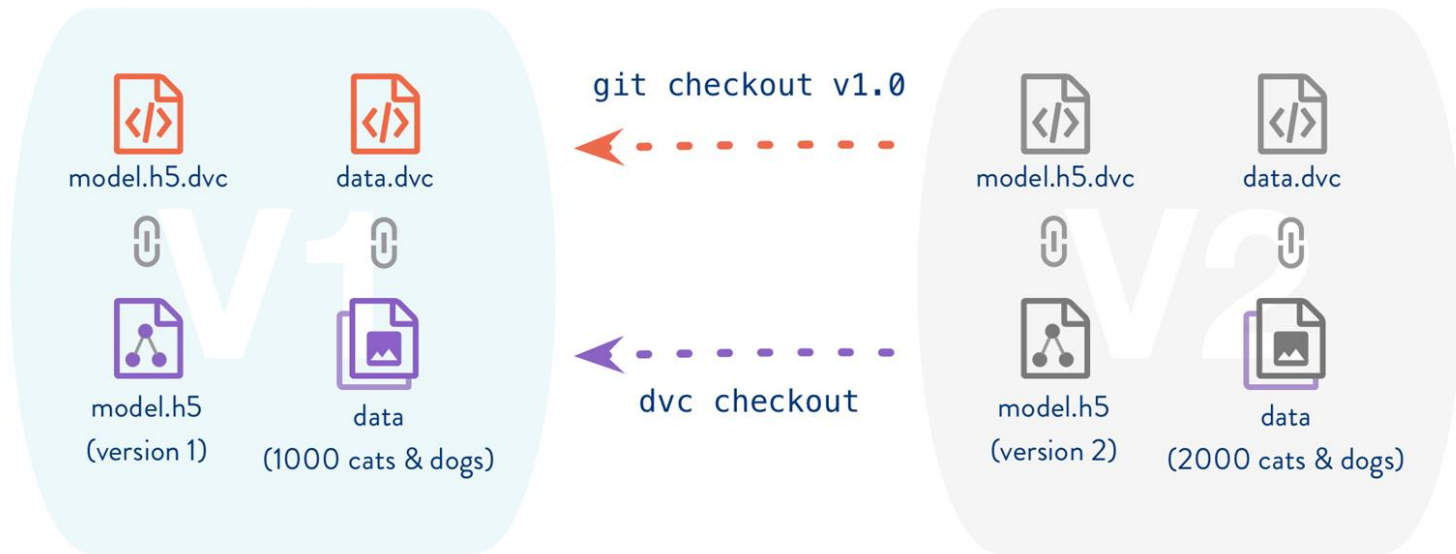 git checkout v1.0
model.h5.dvc
data.dvc
model.h5.dvc
data.dvc
V1
V2
dvc checkout
model.h5
(version 1)
data
(1000 cats & dogs)
model.h5
(version 2)
data
(2000 cats & dogs)